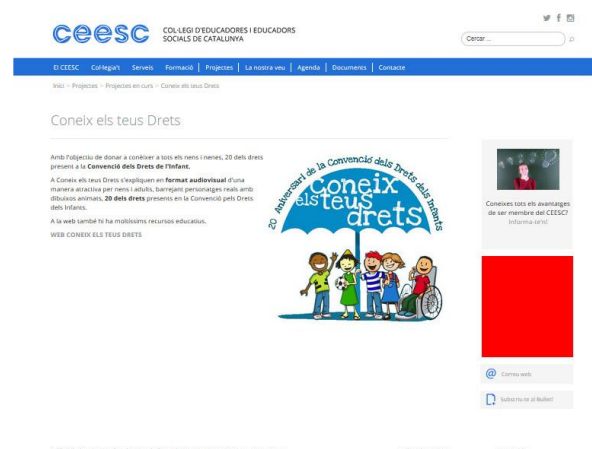 ceesc
COL·LEGI D'EDUCADORES I EDUCADORS
SOCIALS DE CATALUNYA
Cercar ...
El CEESC Col·legia't Serveis Formació Projectes La nostra veu Agenda Documents Contacte
Inici > Projectes > Projectes en curs > Coneix els teus Drets
Coneix els teus Drets
Amb l'objectiu de donar a conèixer a tots els nens i nenes, 20 dels drets
present a la Convenció dels Drets de l'Infant.
A Coneix els teus Drets s'expliquen en format audiovisual d'una
manera atractiva per nens i adults, barrejant personatges reals amb
dibuixos animats, 20 dels drets presents en la Convenció pels Drets
dels Infants.
A la web també hi ha moltíssims recursos educatius.
WEB CONEIX ELS TEUS DRETS
20 Aniversari de la Convenció dels Drets dels Infants
Coneix
els teus
drets
Coneixes tots els avantatges
de ser membre del CEESC?
Informa-te'n!
Correu web
Subscriu-te al Butlletí